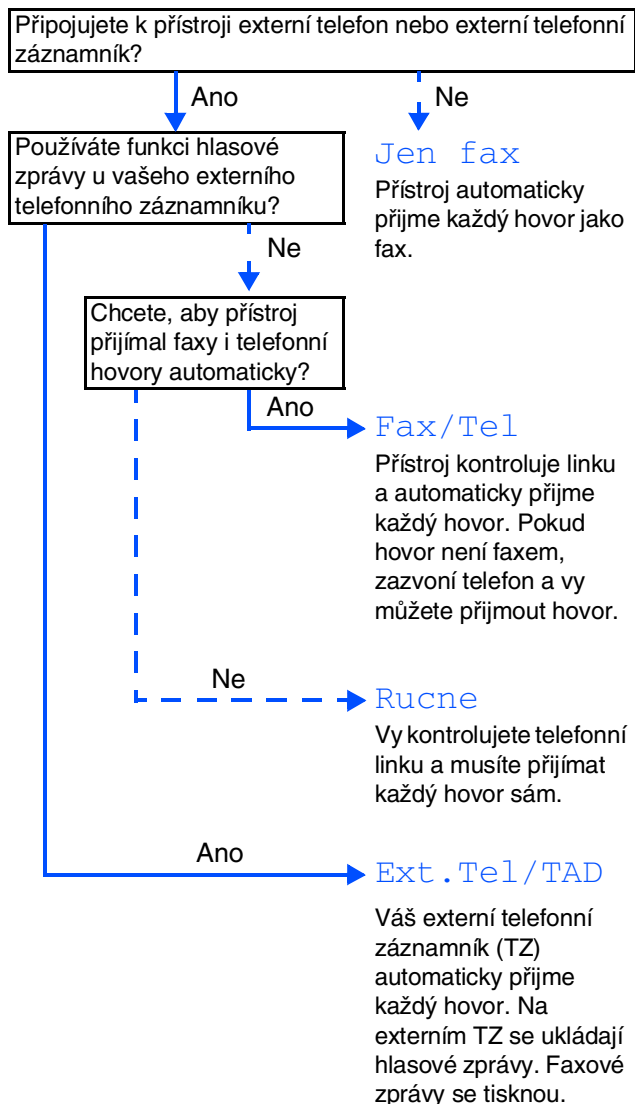 Připojujete k přístroji externí telefon nebo externí telefonní
záznamník?
Ano
Ne
Používáte funkci hlasové
zprávy u vašeho externího
telefonního záznamníku?
Jen fax
Přístroj automaticky
přijme každý hovor jako
fax.
Ne
Chcete, aby přístroj
přijímal faxy i telefonní
hovory automaticky?
Ano
Fax/Tel
Přístroj kontroluje linku
a automaticky přijme
každý hovor. Pokud
hovor není faxem,
zazvoní telefon a vy
můžete přijmout hovor.
Ne
Rucne
Vy kontrolujete telefonní
linku a musíte přijímat
každý hovor sám.
Ano
Ext.Tel/TAD
Váš externí telefonní
záznamník (TZ)
automaticky přijme
každý hovor. Na
externím TZ se ukládají
hlasové zprávy. Faxové
zprávy se tisknou.